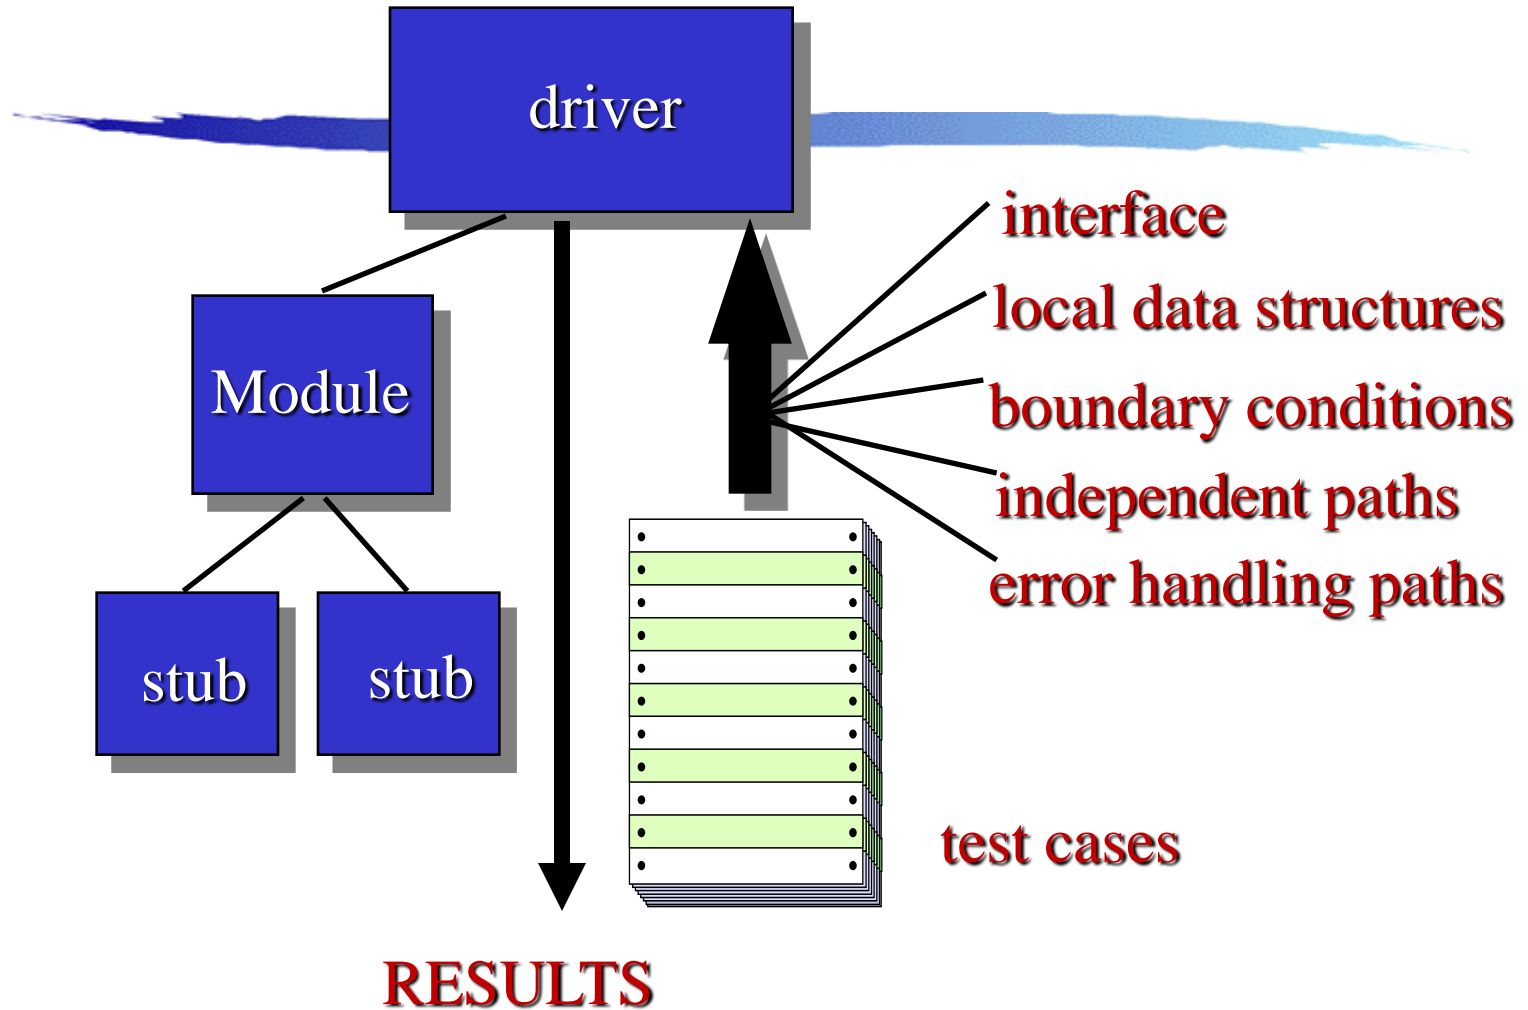 driver
interface
local data structures
Module
boundary conditions
independent paths
error handling paths
stub
stub
test cases
RESULTS